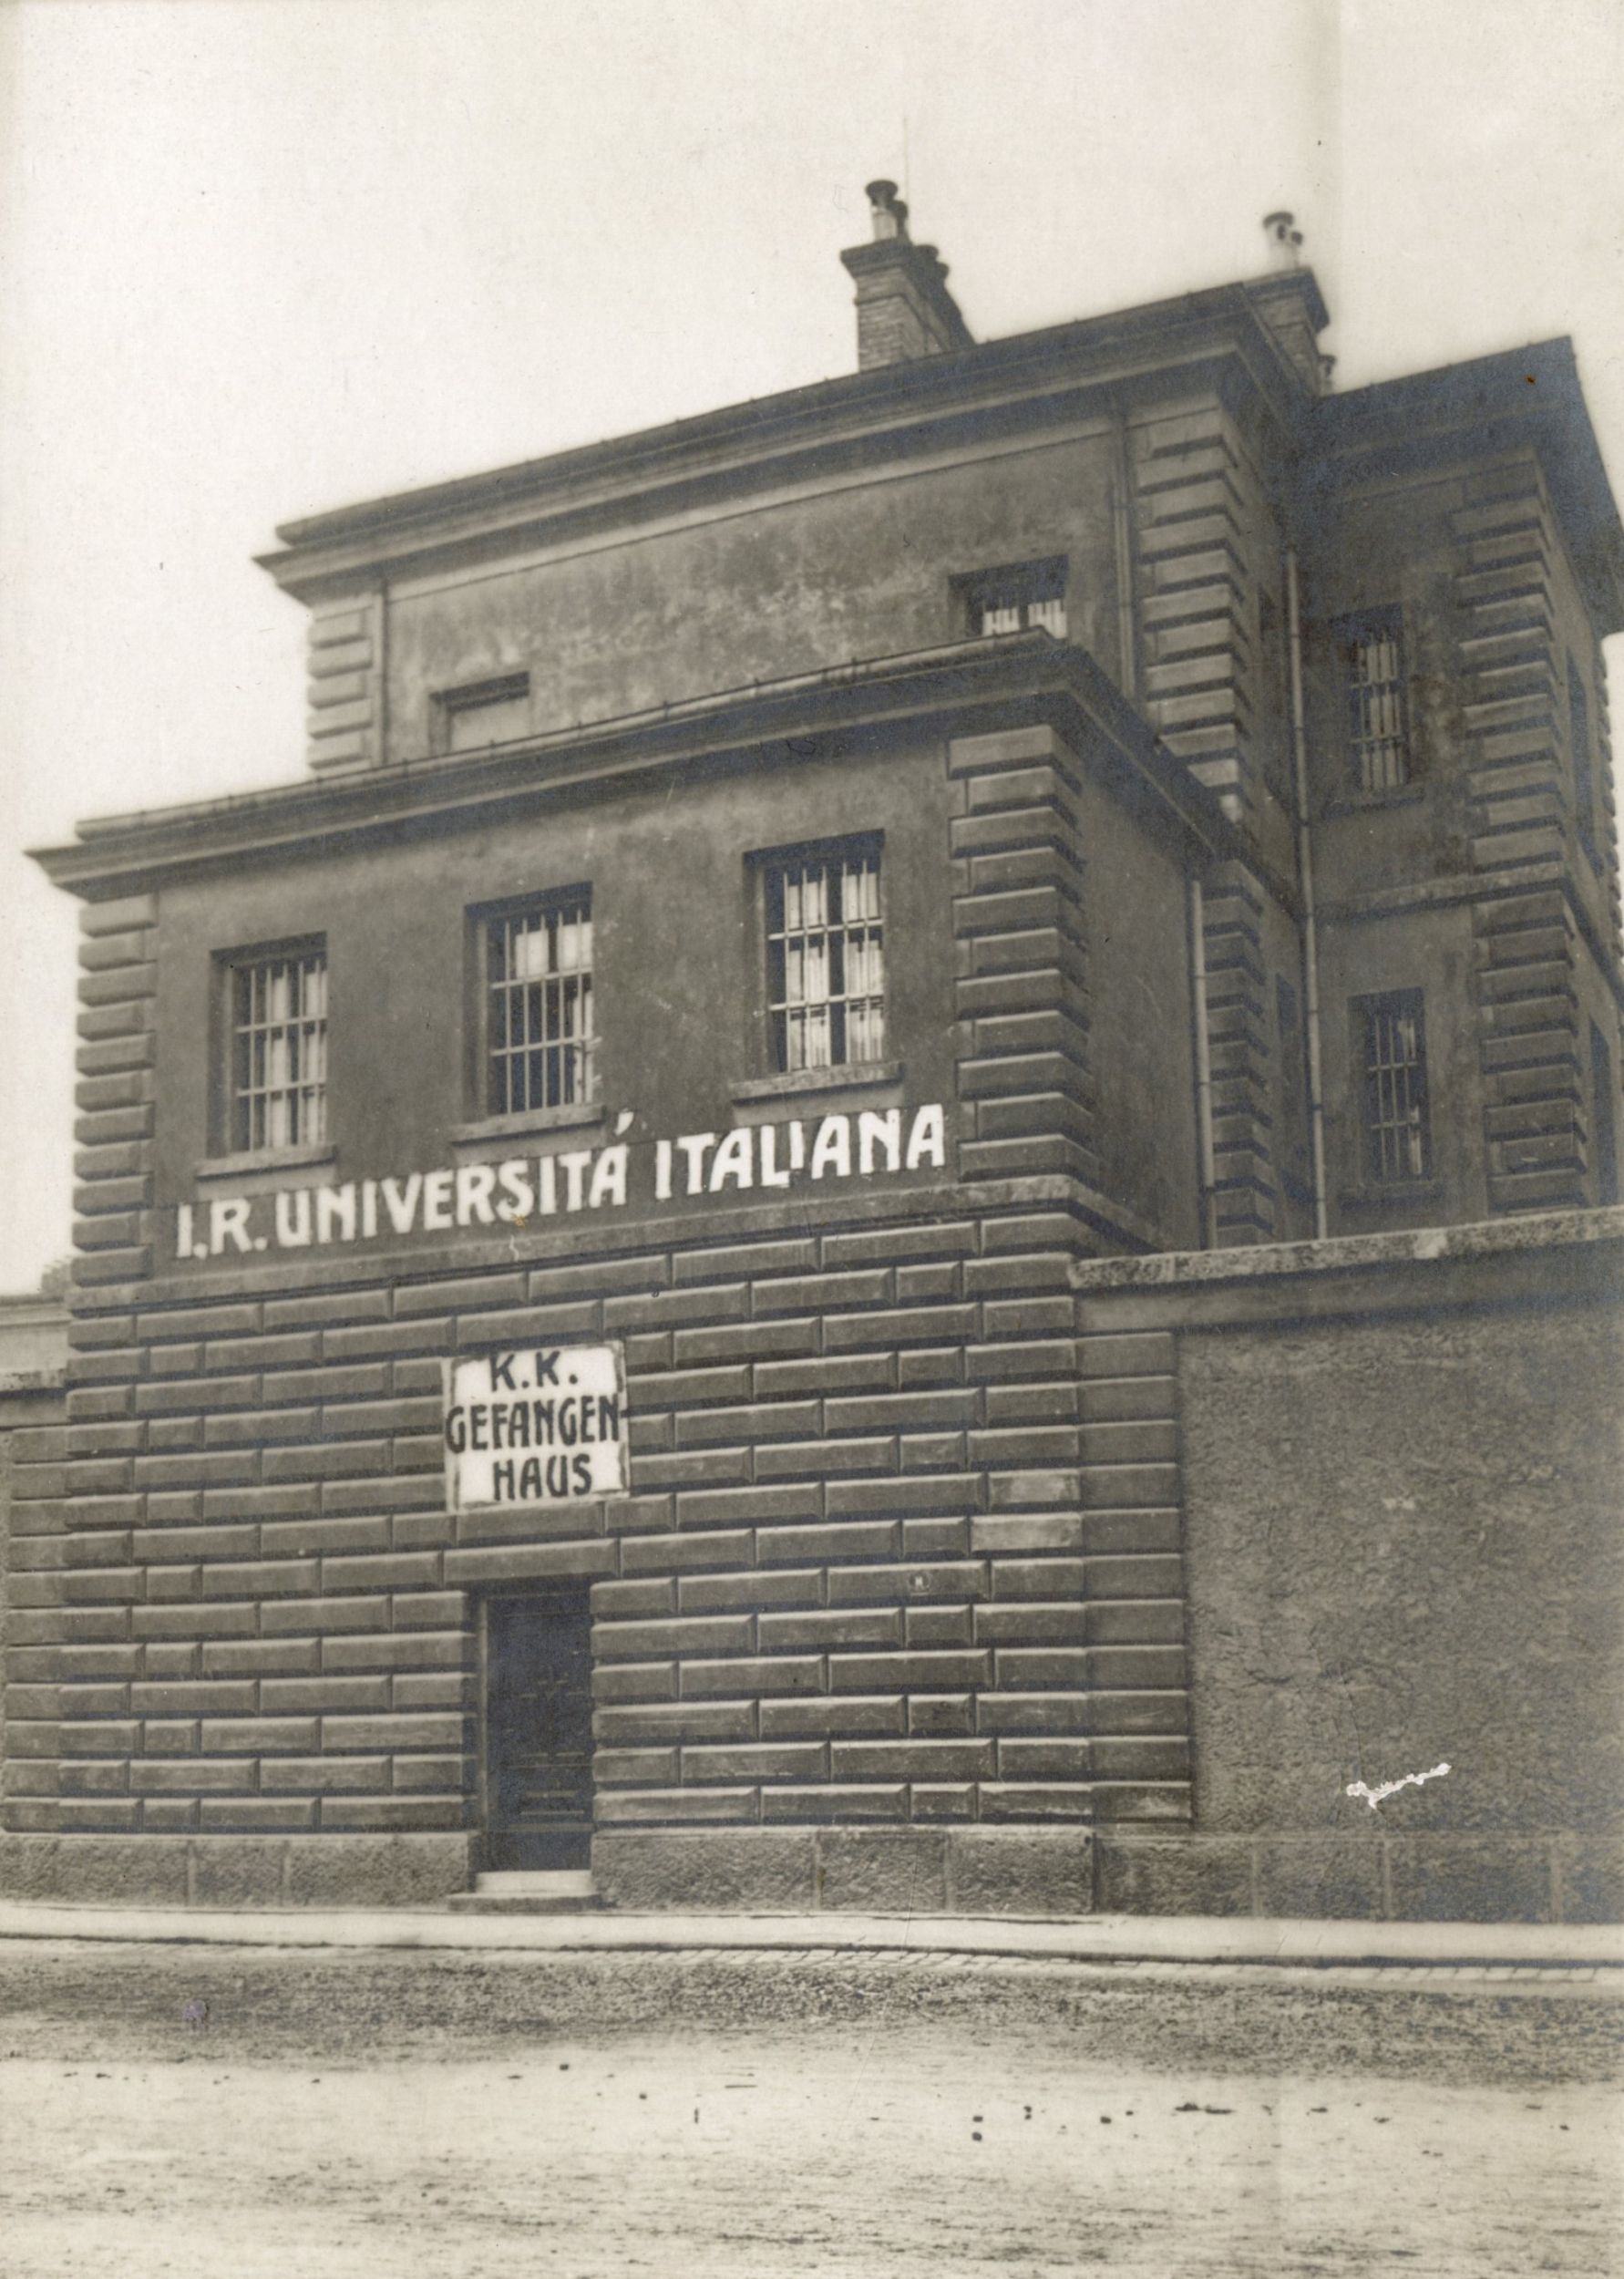 I.R. UNIVERSITÁ ITALIANA
K.K.
GEFANGEN-
HAUS